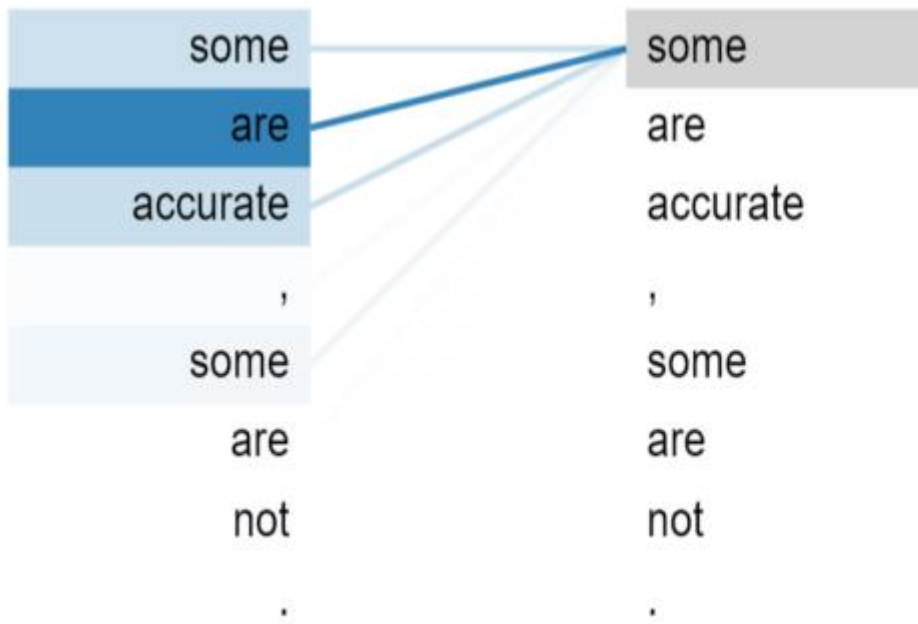 some some
are are
accurate accurate
, ,
some some
are are
not not
. .